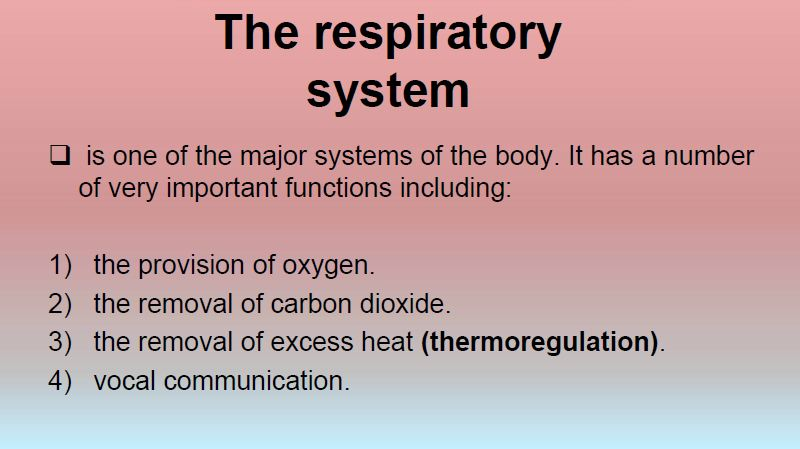 The respiratory
system
❑ is one of the major systems of the body. It has a number
of very important functions including:
1) the provision of oxygen.
2) the removal of carbon dioxide.
3) the removal of excess heat (thermoregulation).
4) vocal communication.